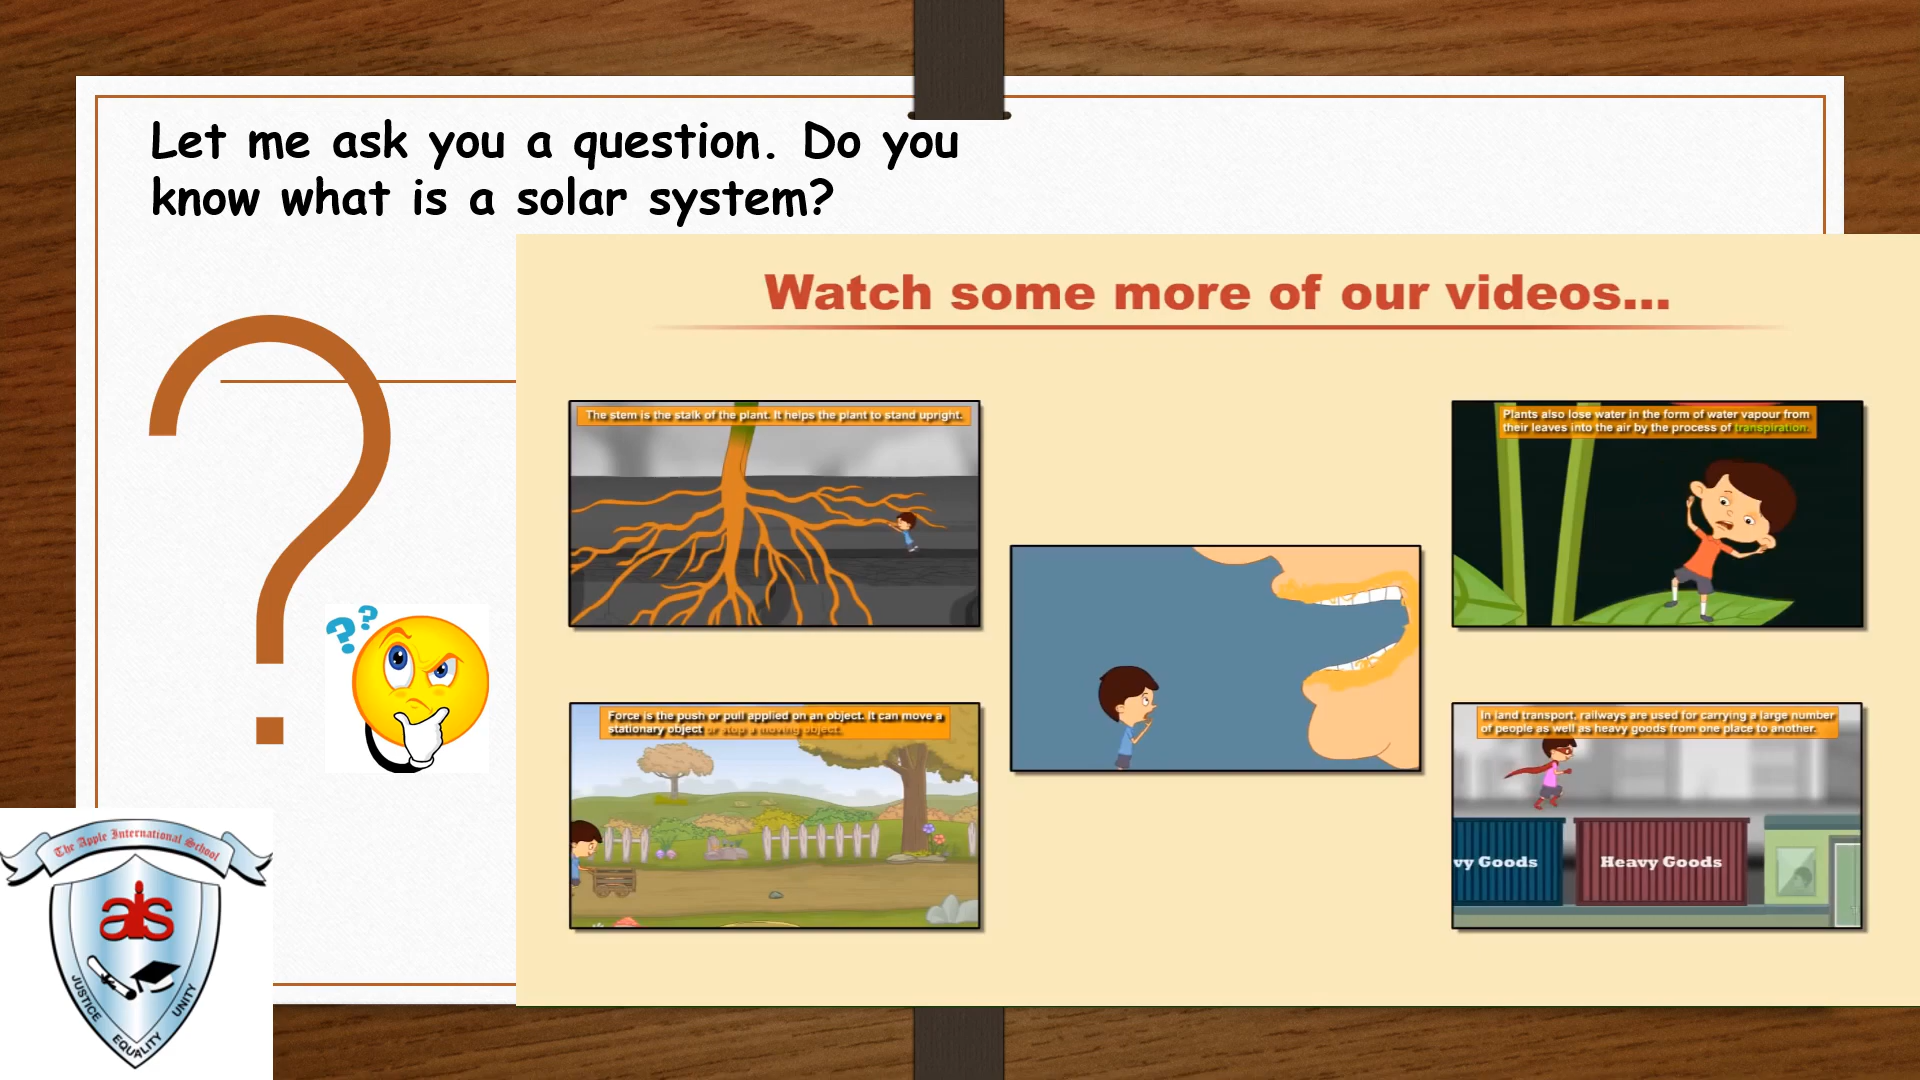 Let me ask you a question. Do you
know what is a solar system?
Watch some more of our videos...
The stem is the stalk of the plant. It helps the plant to stand upright.
Plants also lose water in the form of water vapour from
their leaves into the air by the process of transpiration.
Force is the push or pull applied on an object. It can move a
stationary object or stop a moving object.
In land transport, railways are used for carrying a large number
of people as well as heavy goods from one place to another.
vy Goods
Heavy Goods
? ?
?
The Apple International School
ais
JUSTICE
EQUALITY
UNITY